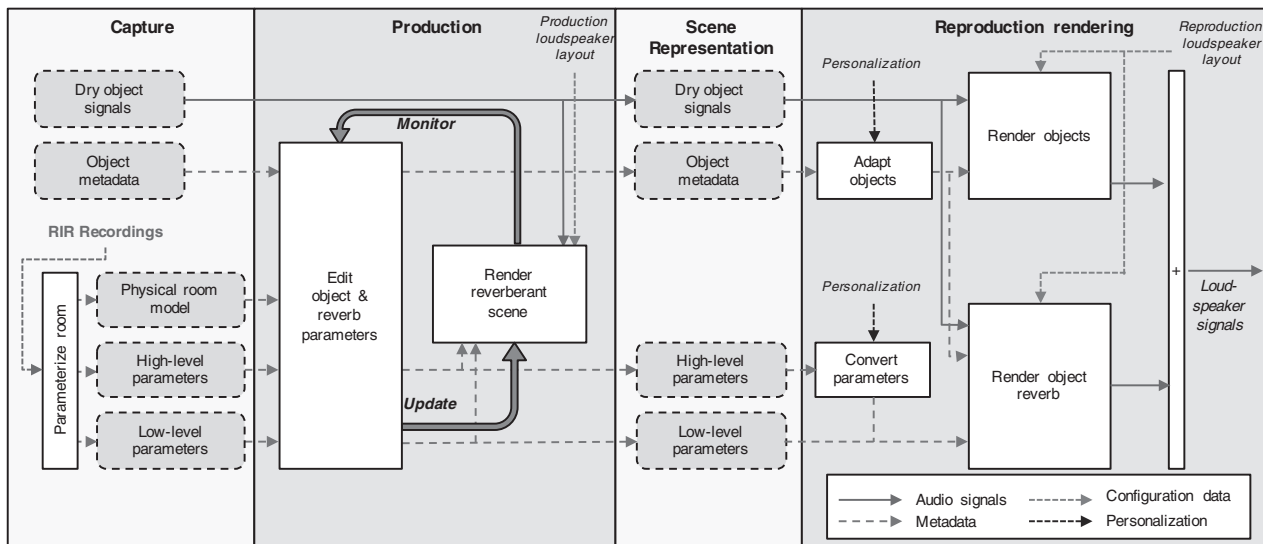 Capture
Production
Production
loudspeaker
layout
Scene
Representation
Reproduction rendering
Reproduction
loudspeaker
layout
Dry object
signals
Monitor
Dry object
signals
Personalization
Render objects
Object
metadata
Object
metadata
Adapt
objects
RIR Recordings
Parameterize room
Physical room
model
High-level
parameters
Low-level
parameters
Edit
object &
reverb
parameters
Render
reverberant
scene
Update
High-level
parameters
Low-level
parameters
Personalization
Convert
parameters
Render object
reverb
+
Loud-
speaker
signals
Audio signals
Metadata
Configuration data
Personalization